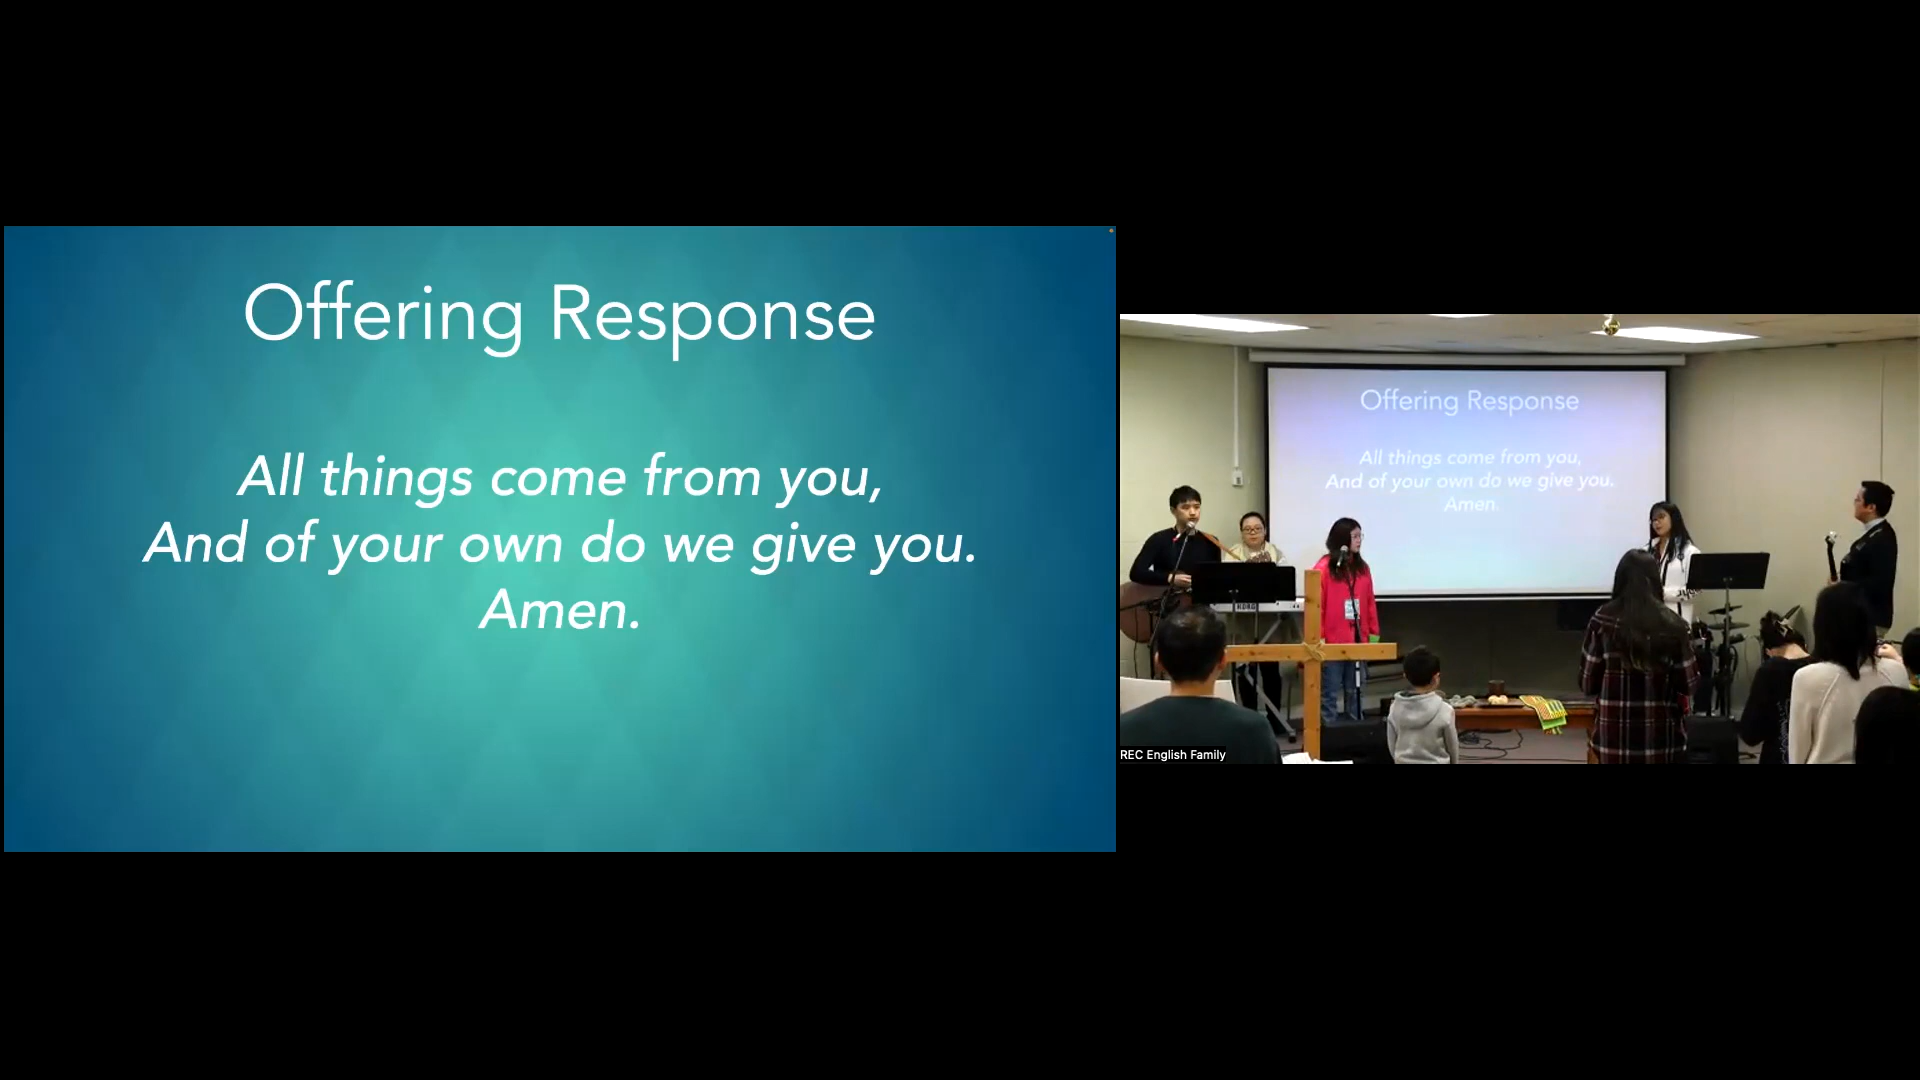 Offering Response
All things come from you,
And of your own do we give you.
Amen.
Offering Response
All things come from you,
And of your own do we give you.
Amen.
KORG
REC English Family